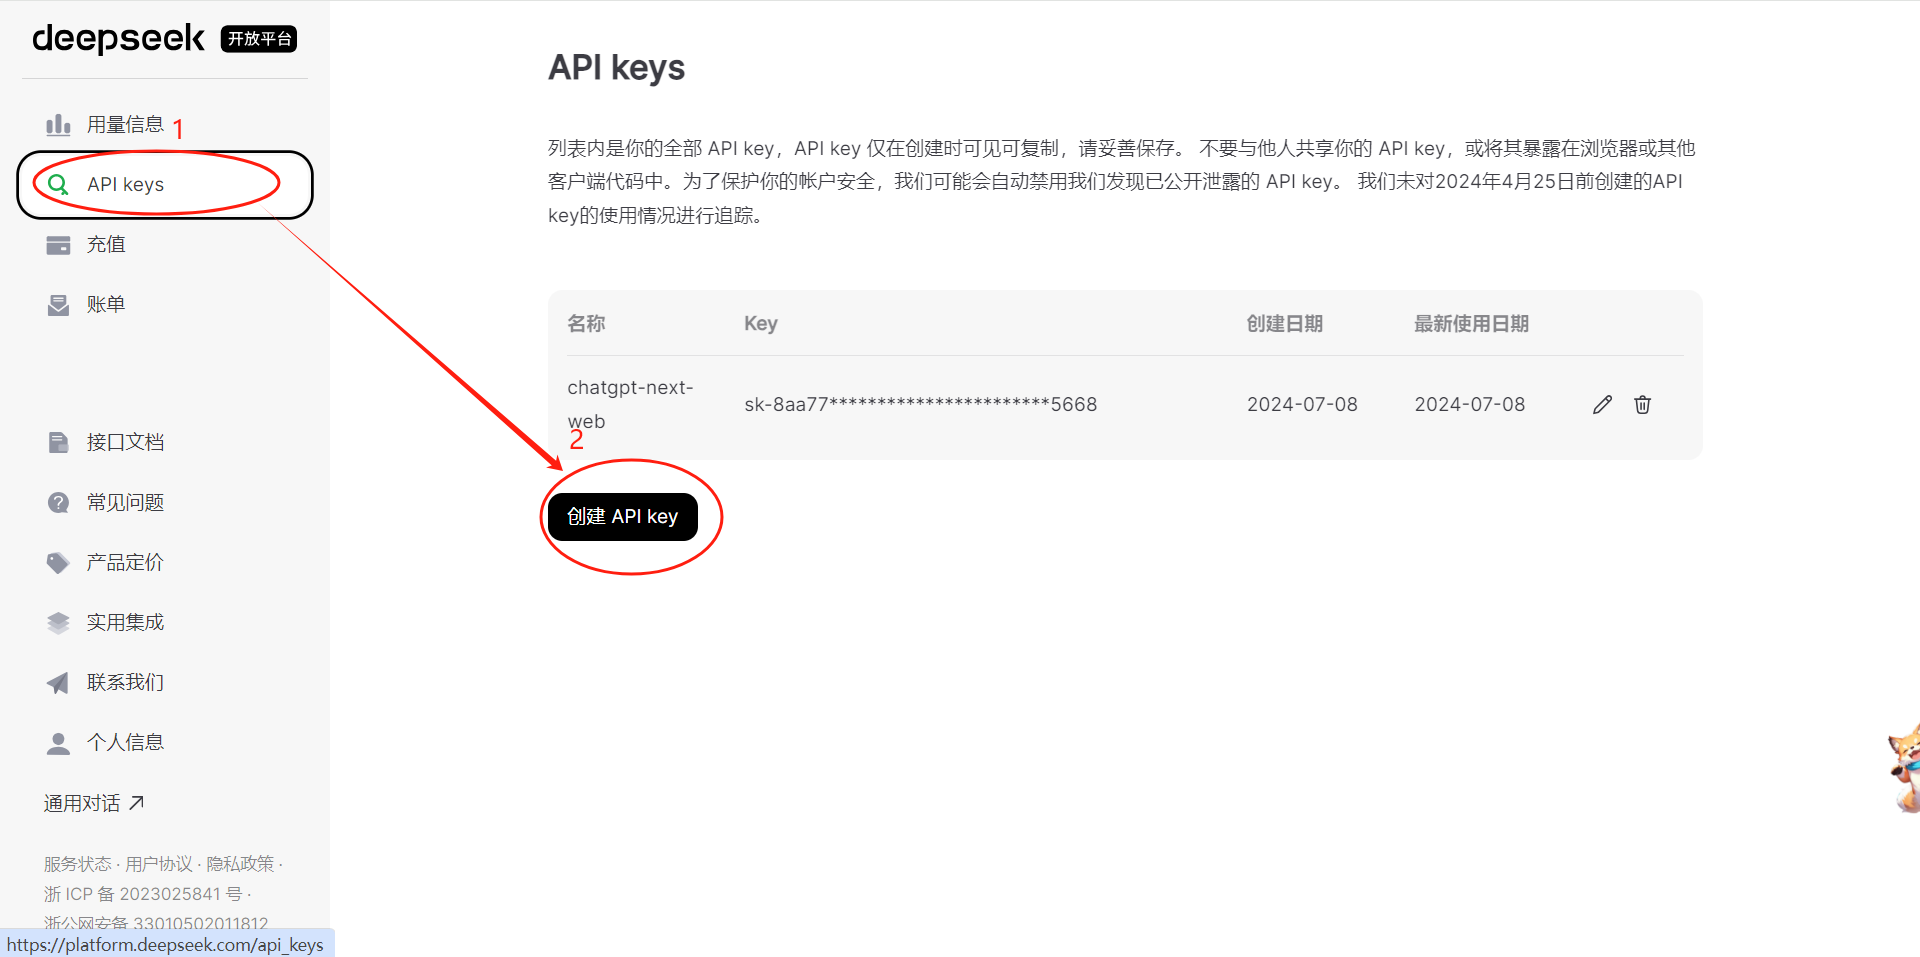 deepseek 开放平台
用量信息 1
API keys
充值
账单
接口文档
常见问题
产品定价
实用集成
联系我们
个人信息
通用对话
服务状态 · 用户协议 · 隐私政策 ·
浙 ICP 备 2023025841 号 ·
浙公网安备 33010502011812
https://platform.deepseek.com/api_keys
API keys
列表内是你的全部 API key，API key 仅在创建时可见可复制，请妥善保存。 不要与他人共享你的 API key，或将其暴露在浏览器或其他
客户端代码中。为了保护你的帐户安全，我们可能会自动禁用我们发现已公开泄露的 API key。 我们未对2024年4月25日前创建的API
key的使用情况进行追踪。
名称 Key 创建日期 最新使用日期
chatgpt-next-
web
sk-8aa77***********************5668 2024-07-08 2024-07-08
2
创建 API key